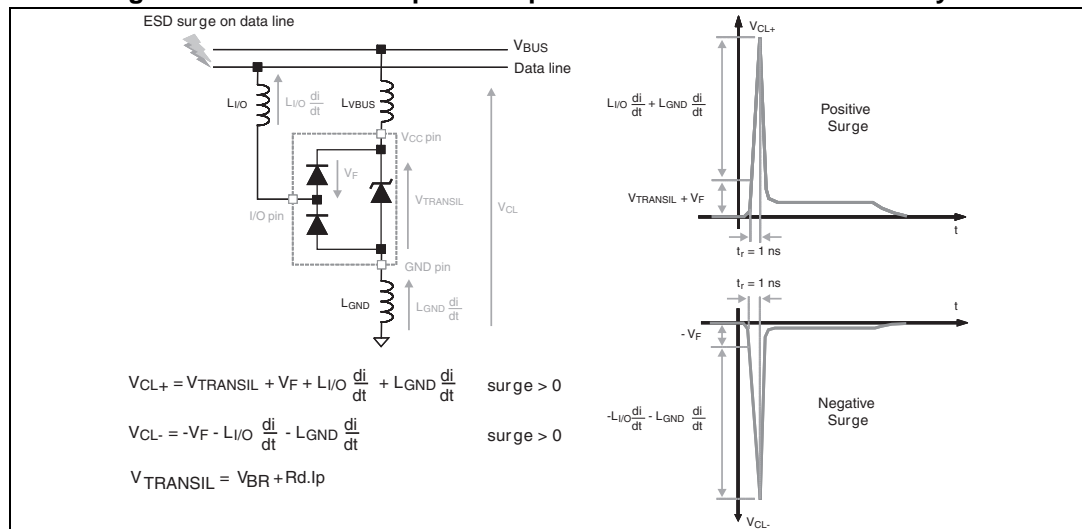 ESD surge on data line
VBUS
Data line
LI/O
LI/O di/dt
LVBUS
VCC pin
VF
VTRANSIL
VCL
I/O pin
GND pin
LGND
LGND di/dt
VCL+ = VTRANSIL + VF + LI/O di/dt + LGND di/dt surge > 0
VCL- = -VF - LI/O di/dt - LGND di/dt surge > 0
VTRANSIL = VBR + Rd.Ip
VCL+
LI/O di/dt + LGND di/dt
Positive
Surge
VTRANSIL + VF
t
tr = 1 ns
tr = 1 ns
t
- VF
-LI/O di/dt - LGND di/dt
Negative
Surge
VCL-